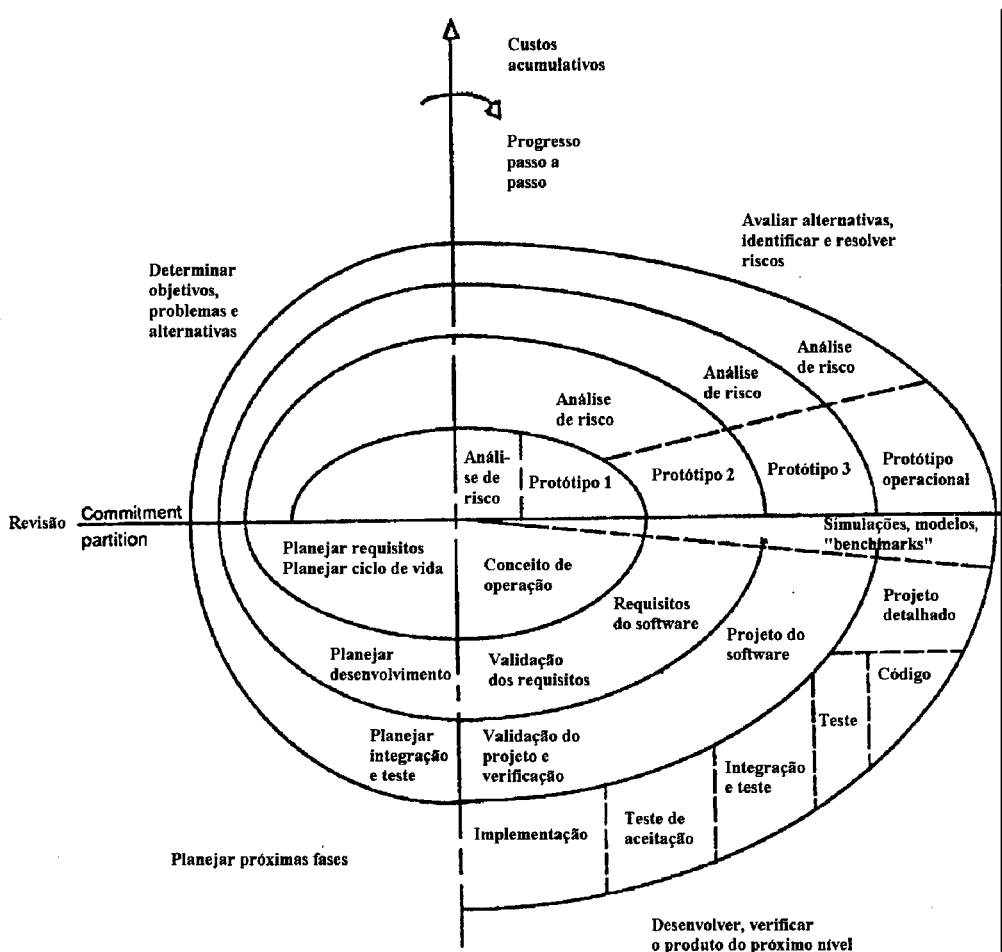 Custos
acumulativos
Progresso
passo a
passo
Avaliar alternativas,
identificar e resolver
riscos
Determinar
objetivos,
problemas e
alternativas
Análise
de risco
Análise
de risco
Análise
de risco
Análi-
se de
risco
Protótipo 1
Protótipo 2
Protótipo 3
Protótipo
operacional
Revisão
Commitment
partition
Simulações, modelos,
"benchmarks"
Planejar requisitos
Planejar ciclo de vida
Conceito de
operação
Requisitos
do software
Projeto do
software
Projeto
detalhado
Código
Planejar
desenvolvimento
Validação
dos requisitos
Teste
Planejar
integração
e teste
Validação do
projeto e
verificação
Integração
e teste
Teste de
aceitação
Implementação
Planejar próximas fases
Desenvolver, verificar
o produto do próximo nível